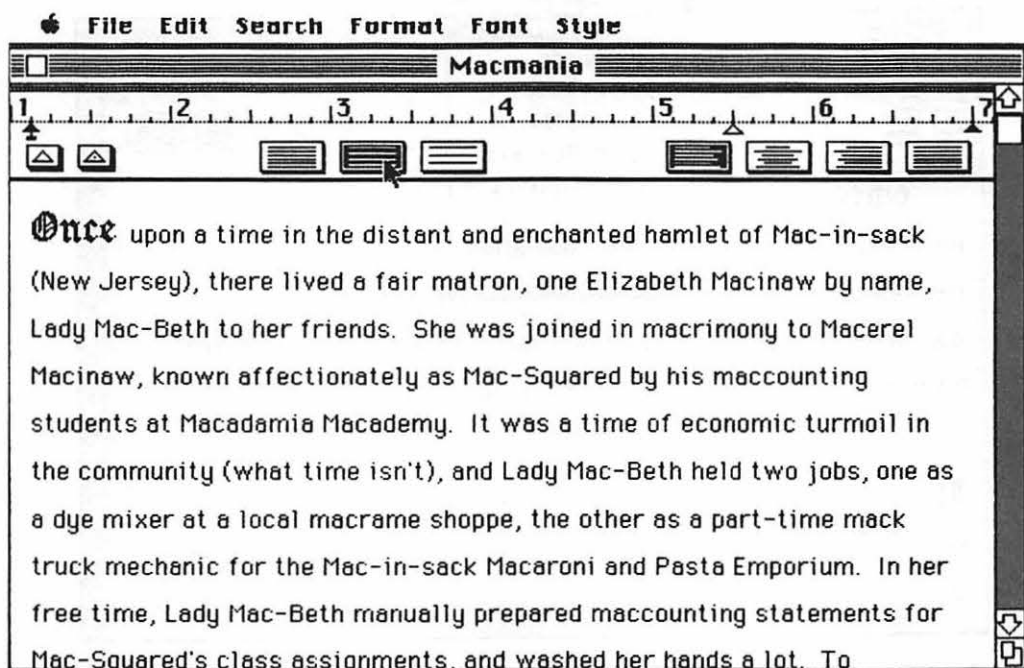 File Edit Search Format Font Style
Macmania
1 2 3 4 5 6 7
Once upon a time in the distant and enchanted hamlet of Mac-in-sack
(New Jersey), there lived a fair matron, one Elizabeth Macinaw by name,
Lady Mac-Beth to her friends. She was joined in macrimony to Macerel
Macinaw, known affectionately as Mac-Squared by his maccounting
students at Macadamia Macademy. It was a time of economic turmoil in
the community (what time isn't), and Lady Mac-Beth held two jobs, one as
a dye mixer at a local macrame shoppe, the other as a part-time mack
truck mechanic for the Mac-in-sack Macaroni and Pasta Emporium. In her
free time, Lady Mac-Beth manually prepared maccounting statements for
Mac-Squared's class assignments, and washed her hands a lot. To